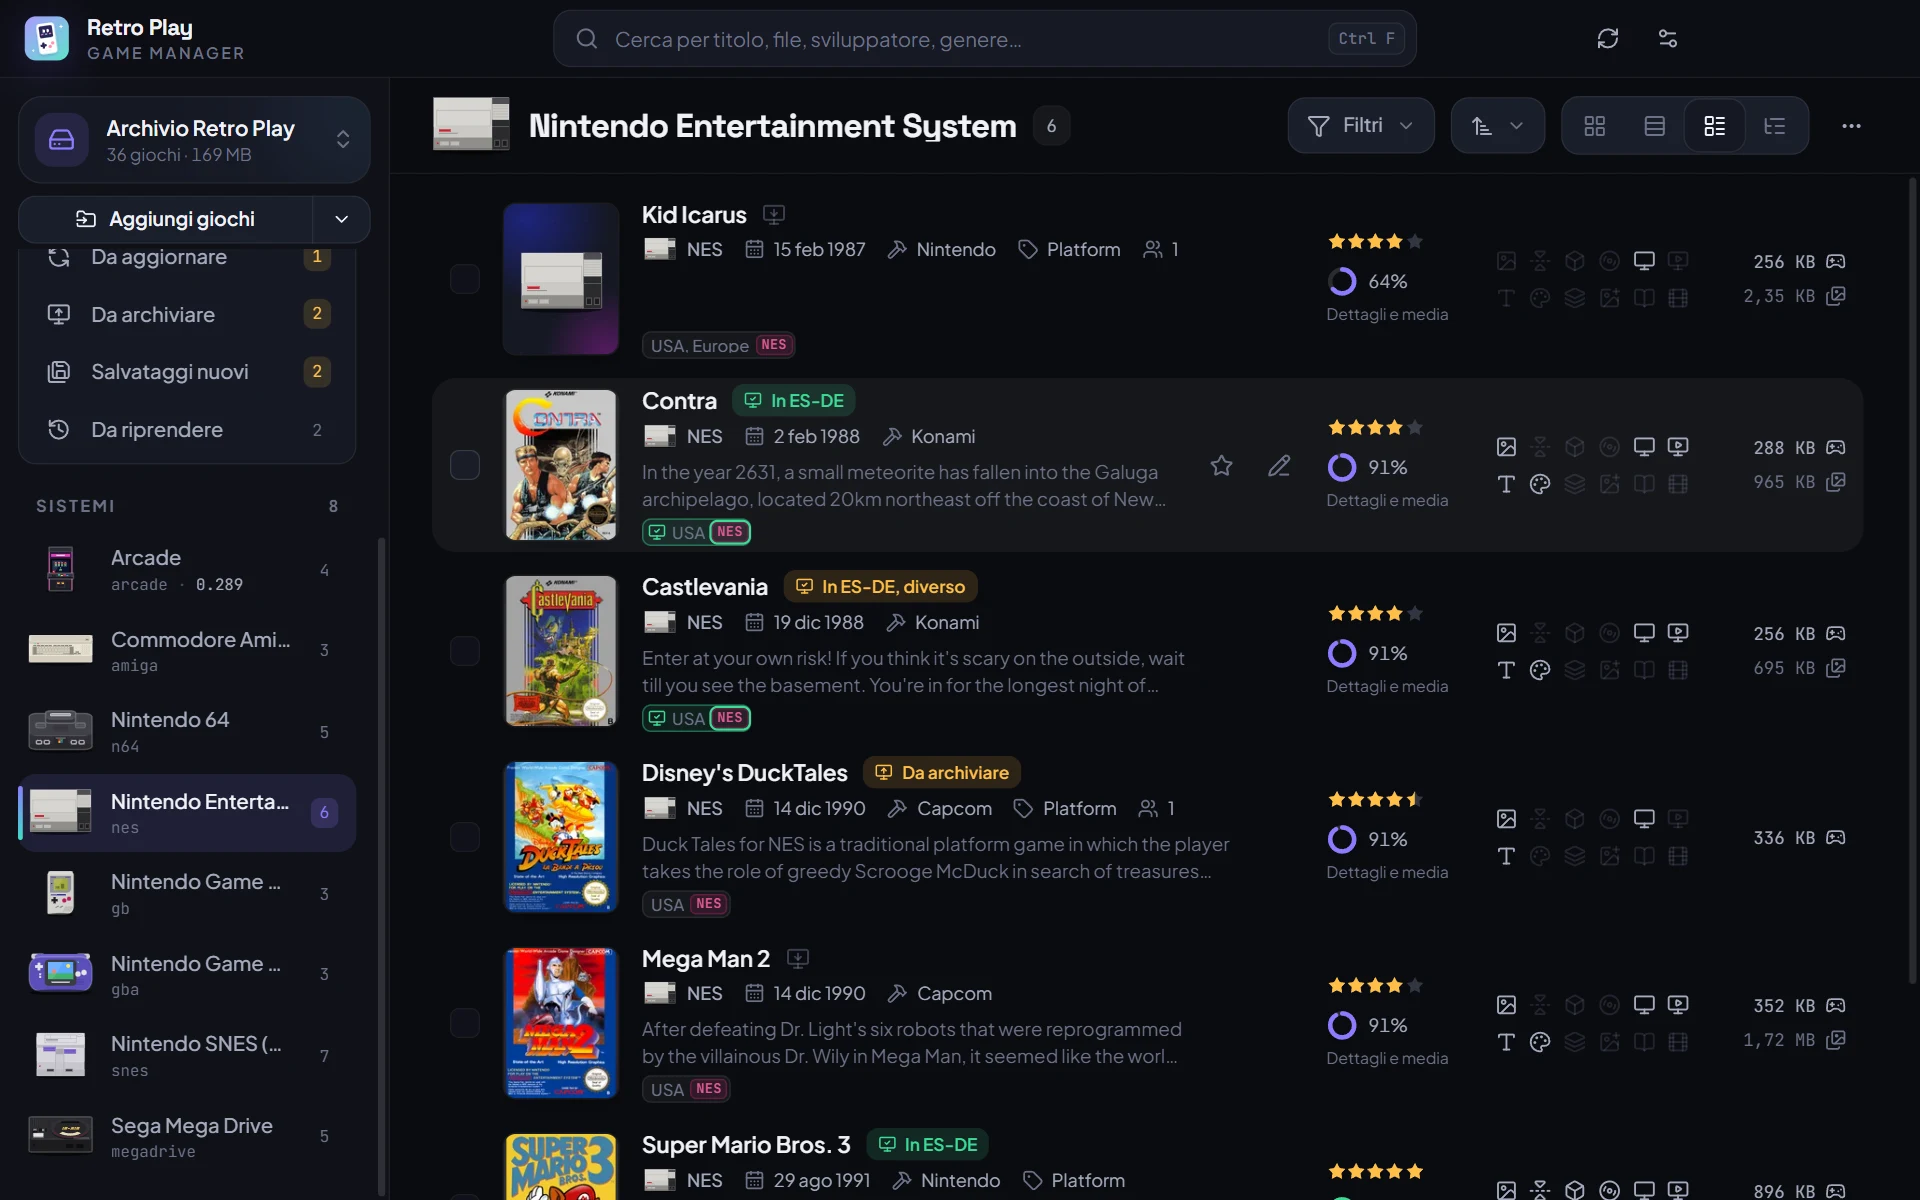 Retro Play
GAME MANAGER
Cerca per titolo, file, sviluppatore, genere…
Ctrl F
Archivio Retro Play
36 giochi · 169 MB
Aggiungi giochi
Da aggiornare 1
Da archiviare 2
Salvataggi nuovi 2
Da riprendere 2
SISTEMI 8
Arcade
arcade · 0.289
4
Commodore Ami…
amiga
3
Nintendo 64
n64
5
Nintendo Enterta…
nes
6
Nintendo Game …
gb
3
Nintendo Game …
gba
3
Nintendo SNES (…
snes
7
Sega Mega Drive
megadrive
5
Nintendo Entertainment System 6
Filtri
Kid Icarus
NES 15 feb 1987 Nintendo Platform 1
USA, Europe NES
64%
Dettagli e media
256 KB
2,35 KB
Contra In ES-DE
NES 2 feb 1988 Konami
In the year 2631, a small meteorite has fallen into the Galuga
archipelago, located 20km northeast off the coast of New…
USA NES
91%
Dettagli e media
288 KB
965 KB
Castlevania In ES-DE, diverso
NES 19 dic 1988 Konami
Enter at your own risk! If you think it's scary on the outside, wait
till you see the basement. You're in for the longest night of…
USA NES
91%
Dettagli e media
256 KB
695 KB
Disney's DuckTales Da archiviare
NES 14 dic 1990 Capcom Platform 1
Duck Tales for NES is a traditional platform game in which the player
takes the role of greedy Scrooge McDuck in search of treasures…
USA NES
91%
Dettagli e media
336 KB
Mega Man 2
NES 14 dic 1990 Capcom
After defeating Dr. Light's six robots that were reprogrammed
by the villainous Dr. Wily in Mega Man, it seemed like the worl…
USA NES
91%
Dettagli e media
352 KB
1,72 MB
Super Mario Bros. 3 In ES-DE
NES 29 ago 1991 Nintendo Platform
896 KB
KONAMI
CONTRA
KONAMI
Castlevania
DUCKTALES
MEGA
MAN 2
SUPER
MARIO 3
BROS.